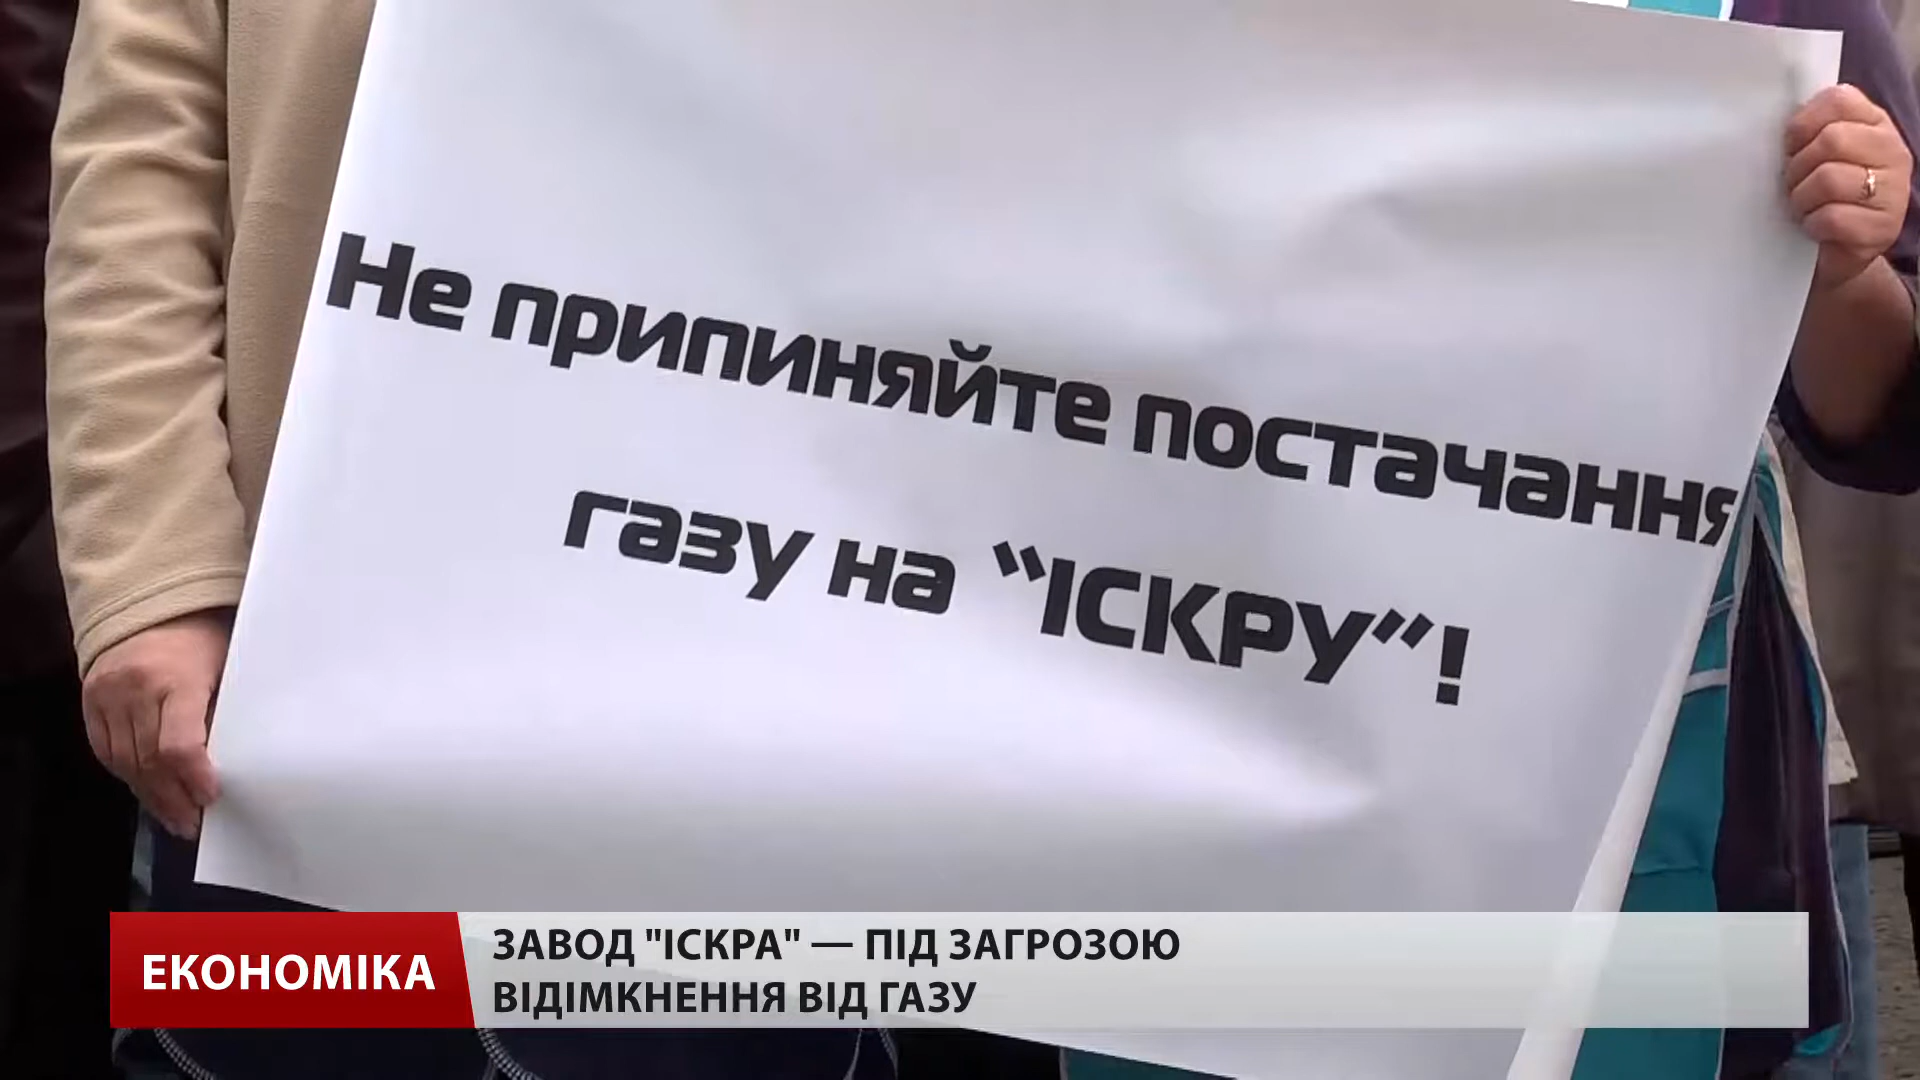 Не припиняйте постачання
газу на “ІСКРУ”!
ЕКОНОМІКА
ЗАВОД "ІСКРА" — ПІД ЗАГРОЗОЮ
ВІДІМКНЕННЯ ВІД ГАЗУ